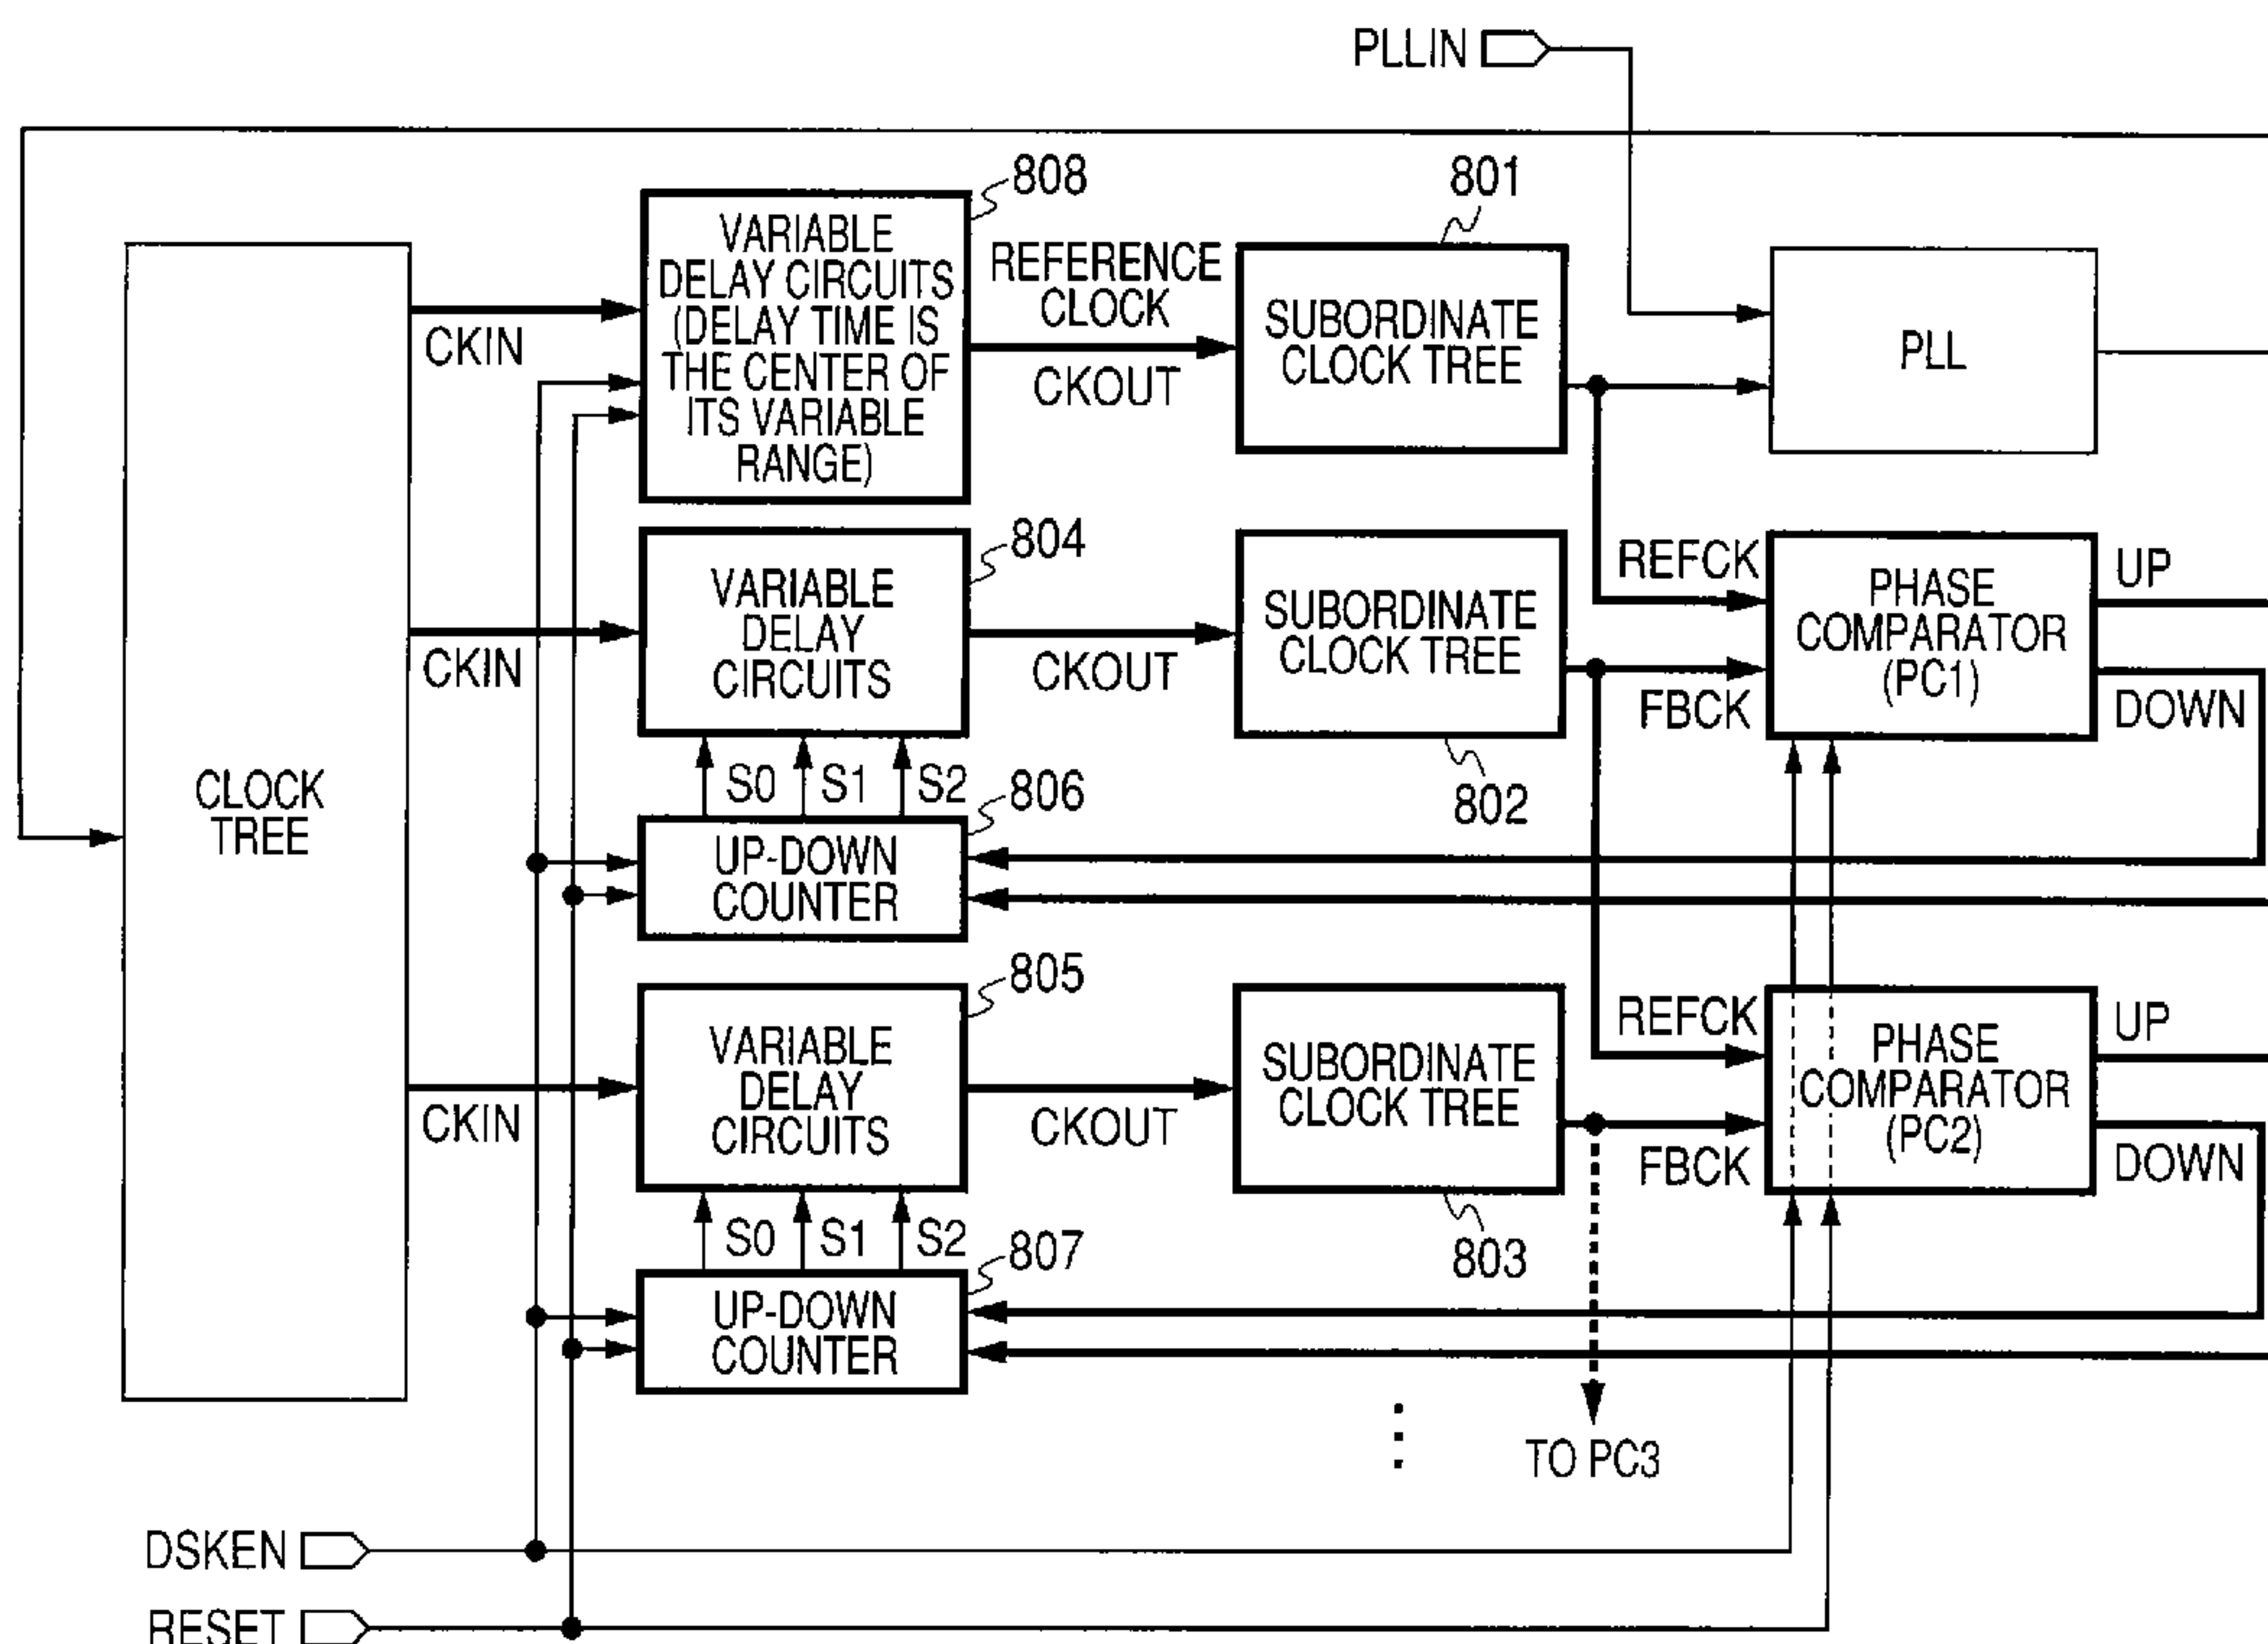 PLLIN
808
801
VARIABLE
DELAY CIRCUITS
(DELAY TIME IS
THE CENTER OF
ITS VARIABLE
RANGE)
REFERENCE
CLOCK
CKOUT
SUBORDINATE
CLOCK TREE
PLL
CKIN
804
VARIABLE
DELAY
CIRCUITS
CKIN
CKOUT
SUBORDINATE
CLOCK TREE
802
REFCK
FBCK
PHASE
COMPARATOR
(PC1)
UP
DOWN
CLOCK
TREE
S0
S1
S2
806
UP-DOWN
COUNTER
805
VARIABLE
DELAY
CIRCUITS
CKIN
CKOUT
SUBORDINATE
CLOCK TREE
803
REFCK
FBCK
PHASE
COMPARATOR
(PC2)
UP
DOWN
S0
S1
S2
807
UP-DOWN
COUNTER
TO PC3
DSKEN
RESET